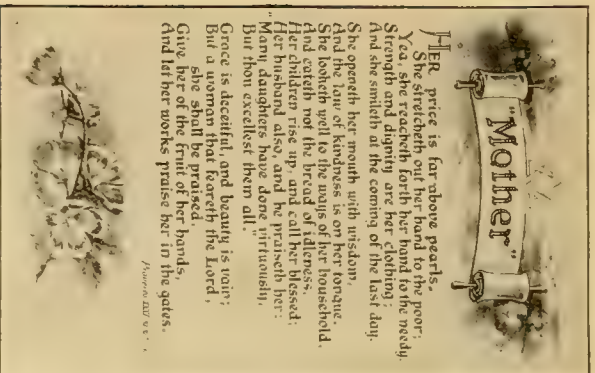 "Mother"
HER price is far above pearls.
She stretcheth out her hand to the poor;
Yea, she reacheth forth her hand to the needy.
Strength and dignity are her clothing;
And she smileth at the coming of the last day.
She openeth her mouth with wisdom,
And the law of kindness is on her tongue.
She looketh well to the ways of her household,
And eateth not the bread of idleness.
Her children rise up, and call her blessed;
Her husband also, and he praiseth her:
"Many daughters have done virtuously,
But thou excellest them all."
Grace is deceitful, and beauty is vain;
But a woman that feareth the Lord,
she shall be praised.
Give her of the fruit of her hands,
And let her works praise her in the gates.